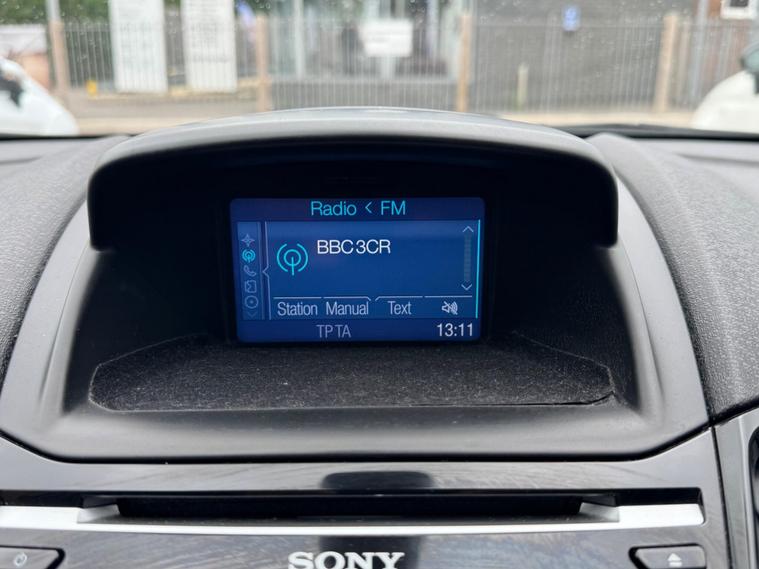 Radio < FM
BBC 3CR
Station Manual Text
TP TA 13:11
SONY